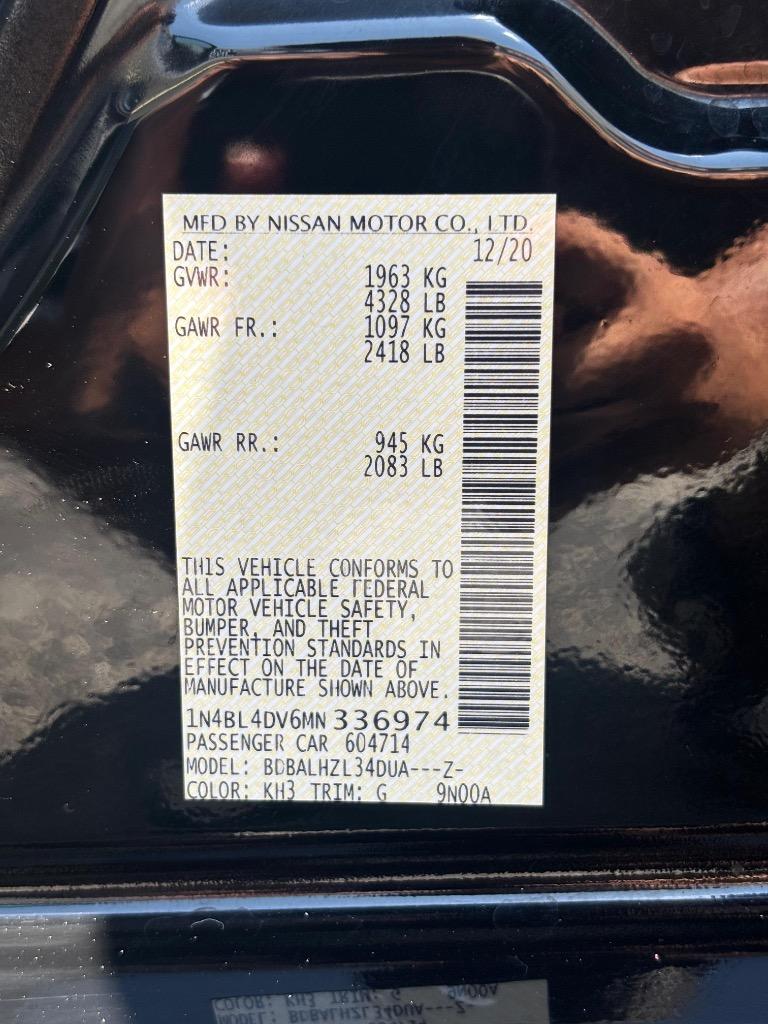 MFD BY NISSAN MOTOR CO., LTD.
DATE: 12/20
GVWR: 1963 KG
4328 LB
GAWR FR.: 1097 KG
2418 LB
GAWR RR.: 945 KG
2083 LB
THIS VEHICLE CONFORMS TO
ALL APPLICABLE FEDERAL
MOTOR VEHICLE SAFETY,
BUMPER, AND THEFT
PREVENTION STANDARDS IN
EFFECT ON THE DATE OF
MANUFACTURE SHOWN ABOVE.
1N4BL4DV6MN 336974
PASSENGER CAR 604714
MODEL: BDBALHZL34DUA---Z-
COLOR: KH3 TRIM: G 9N00A